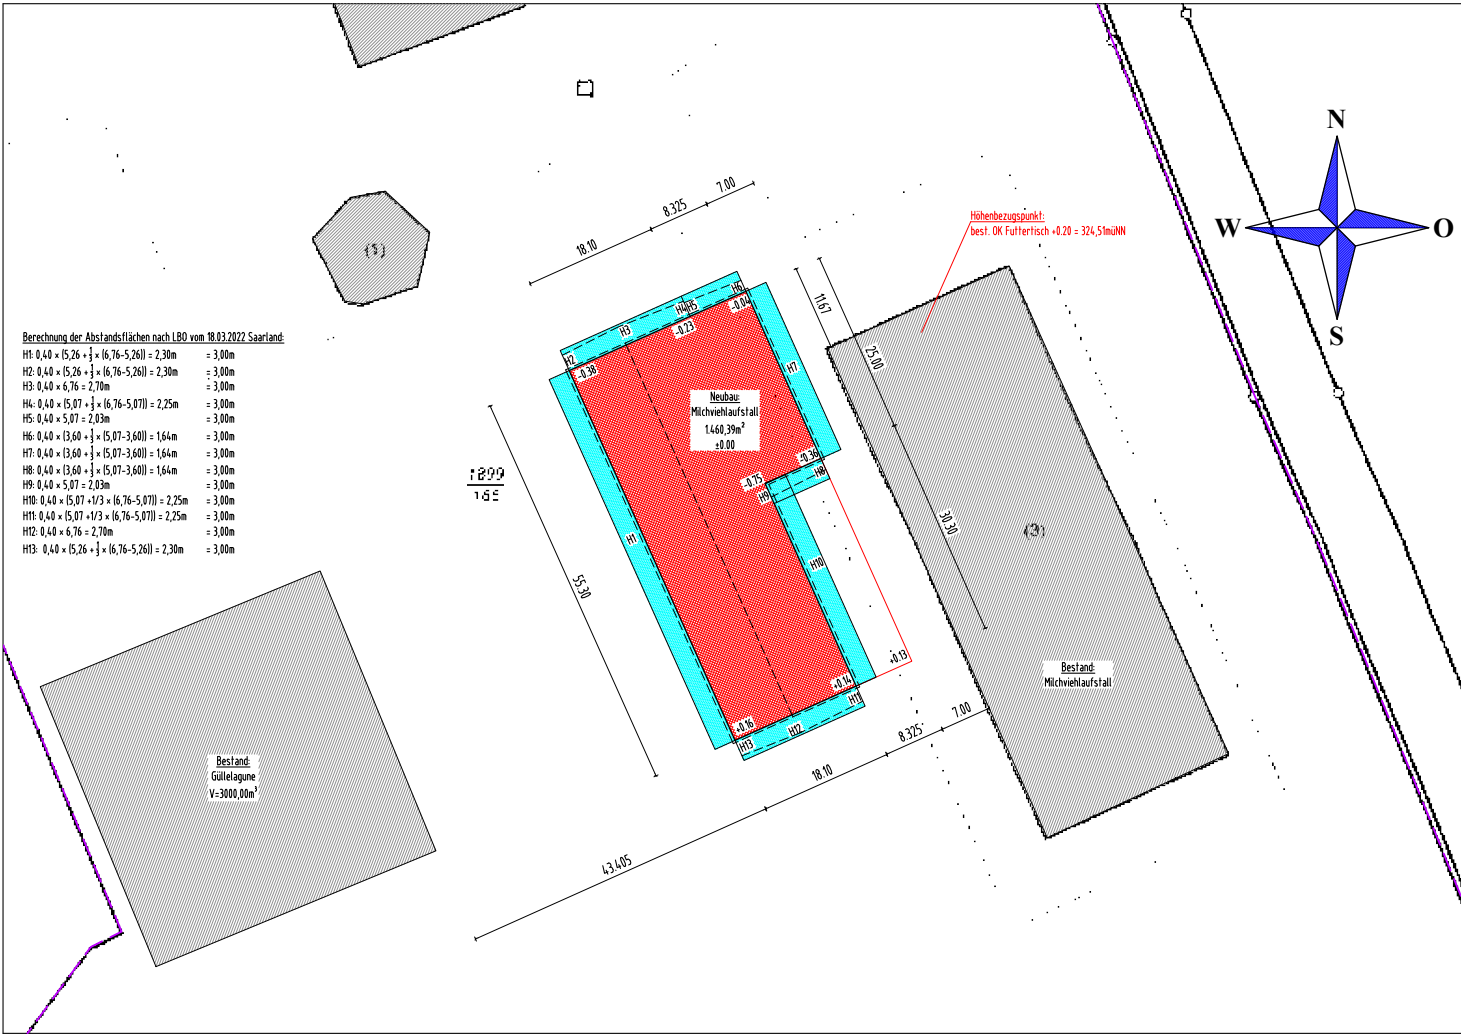 N
W
O
S
Höhenbezugspunkt:
best. OK Futtertisch +0.20 = 324,51müNN
(1)
18.10
8.325
7.00
11.67
25.00
30.30
Berechnung der Abstandsflächen nach LBO vom 18.03.2022 Saarland:
H1: 0,40 × (5,26 + 1/3 × (6,76-5,26)) = 2,30m = 3,00m
H2: 0,40 × (5,26 + 1/3 × (6,76-5,26)) = 2,30m = 3,00m
H3: 0,40 × 6,76 = 2,70m = 3,00m
H4: 0,40 × (5,07 + 1/3 × (6,76-5,07)) = 2,25m = 3,00m
H5: 0,40 × 5,07 = 2,03m = 3,00m
H6: 0,40 × (3,60 + 1/3 × (5,07-3,60)) = 1,64m = 3,00m
H7: 0,40 × (3,60 + 1/3 × (5,07-3,60)) = 1,64m = 3,00m
H8: 0,40 × (3,60 + 1/3 × (5,07-3,60)) = 1,64m = 3,00m
H9: 0,40 × 5,07 = 2,03m = 3,00m
H10: 0,40 × (5,07 +1/3 × (6,76-5,07)) = 2,25m = 3,00m
H11: 0,40 × (5,07 +1/3 × (6,76-5,07)) = 2,25m = 3,00m
H12: 0,40 × 6,76 = 2,70m = 3,00m
H13: 0,40 × (5,26 + 1/3 × (6,76-5,26)) = 2,30m = 3,00m
H2
H3
H4
H5
H6
-0.38
-0.23
-0.04
H7
Neubau:
Milchviehlaufstall
1.460,39m²
±0.00
-0.36
H8
-0.75
H9
H1
H10
1899
165
55.30
(3)
+0.13
+0.14
+0.16
H11
H12
H13
Bestand:
Milchviehlaufstall
Bestand:
Güllelagune
V=3000,00m³
43.405
18.10
8.325
7.00